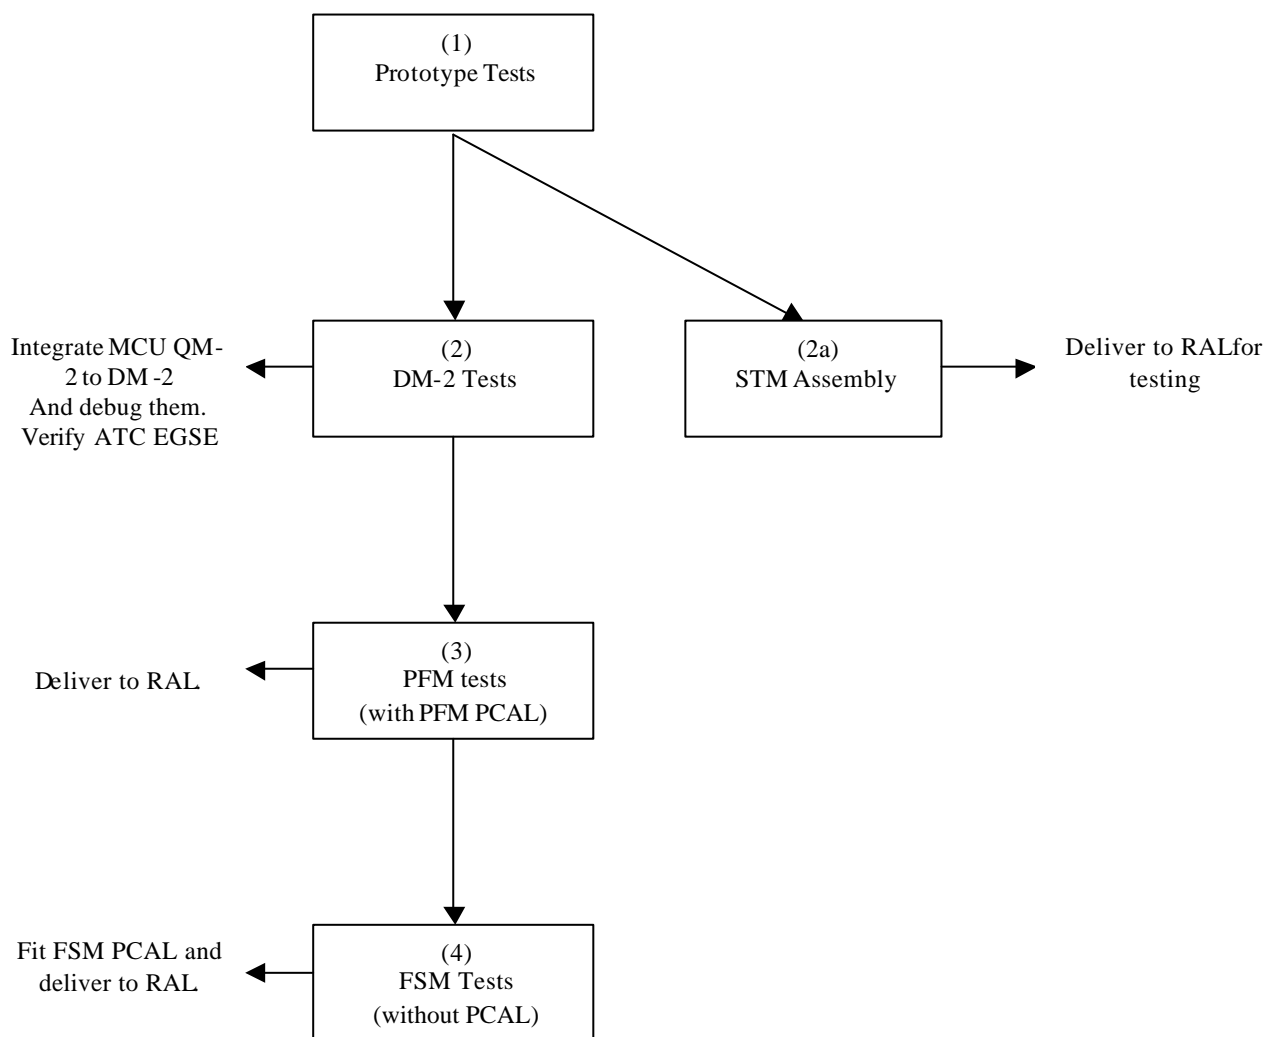 (1)
Prototype Tests
Integrate MCU QM-
2 to DM -2
And debug them.
Verify ATC EGSE
(2)
DM-2 Tests
(2a)
STM Assembly
Deliver to RALfor
testing
Deliver to RAL.
(3)
PFM tests
(with PFM PCAL)
Fit FSM PCAL and
deliver to RAL.
(4)
FSM Tests
(without PCAL)